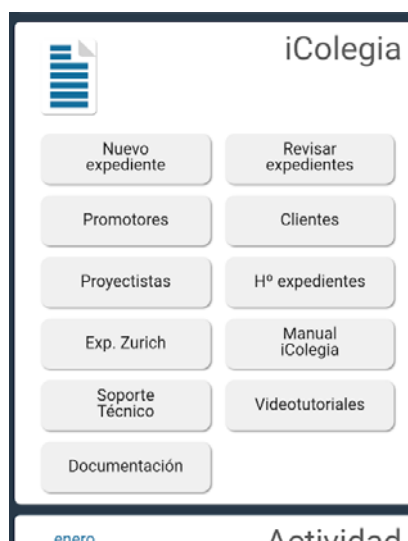 iColegia
Nuevo
expediente
Revisar
expedientes
Promotores
Clientes
Proyectistas
Hº expedientes
Exp. Zurich
Manual
iColegia
Soporte
Técnico
Videotutoriales
Documentación
enero
Actividad